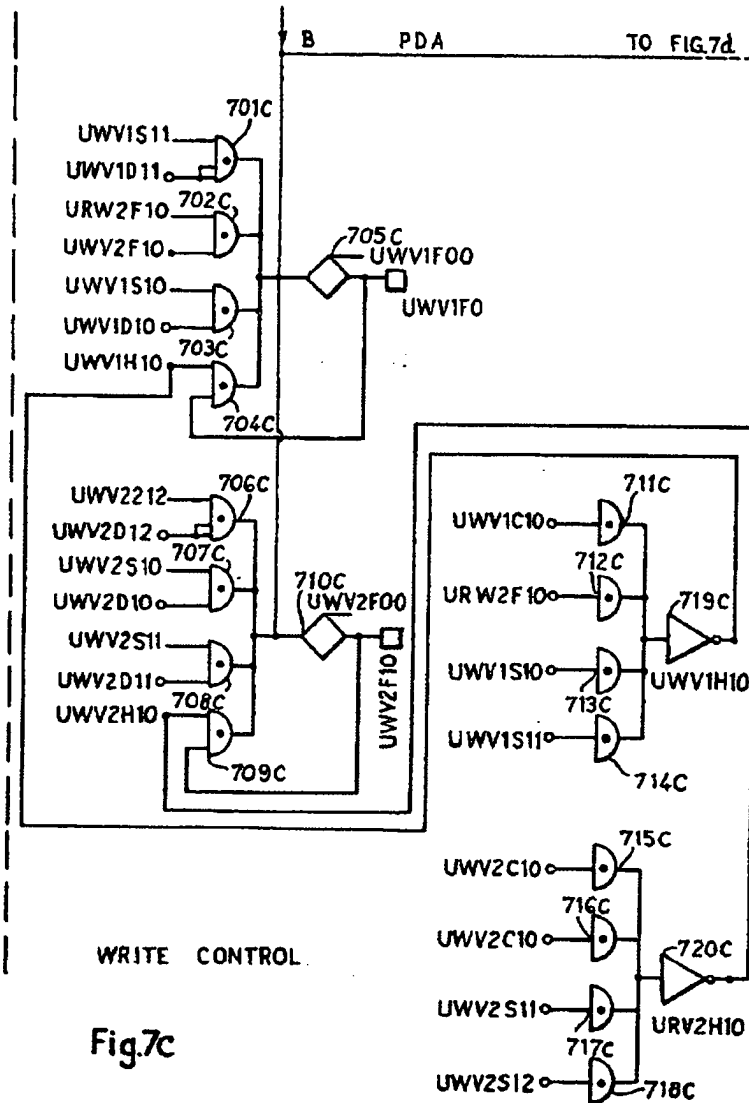 B PDA TO FIG.7d
701C
UWV1S11
UWV1D11
702C
URW2F10
UWV2F10
705C
UWV1F00
UWV1F0
UWV1S10
UWV1D10
703C
UWV1H10
704C
UWV2212
706C
UWV2D12
707C
UWV2S10
UWV2D10
710C
UWV2F00
UWV2F10
UWV2S11
UWV2D11
708C
UWV2H10
709C
711C
UWV1C10
712C
URW2F10
719C
UWV1H10
UWV1S10
713C
UWV1S11
714C
715C
UWV2C10
716C
UWV2C10
720C
URV2H10
UWV2S11
717C
UWV2S12
718C
WRITE CONTROL
Fig.7c